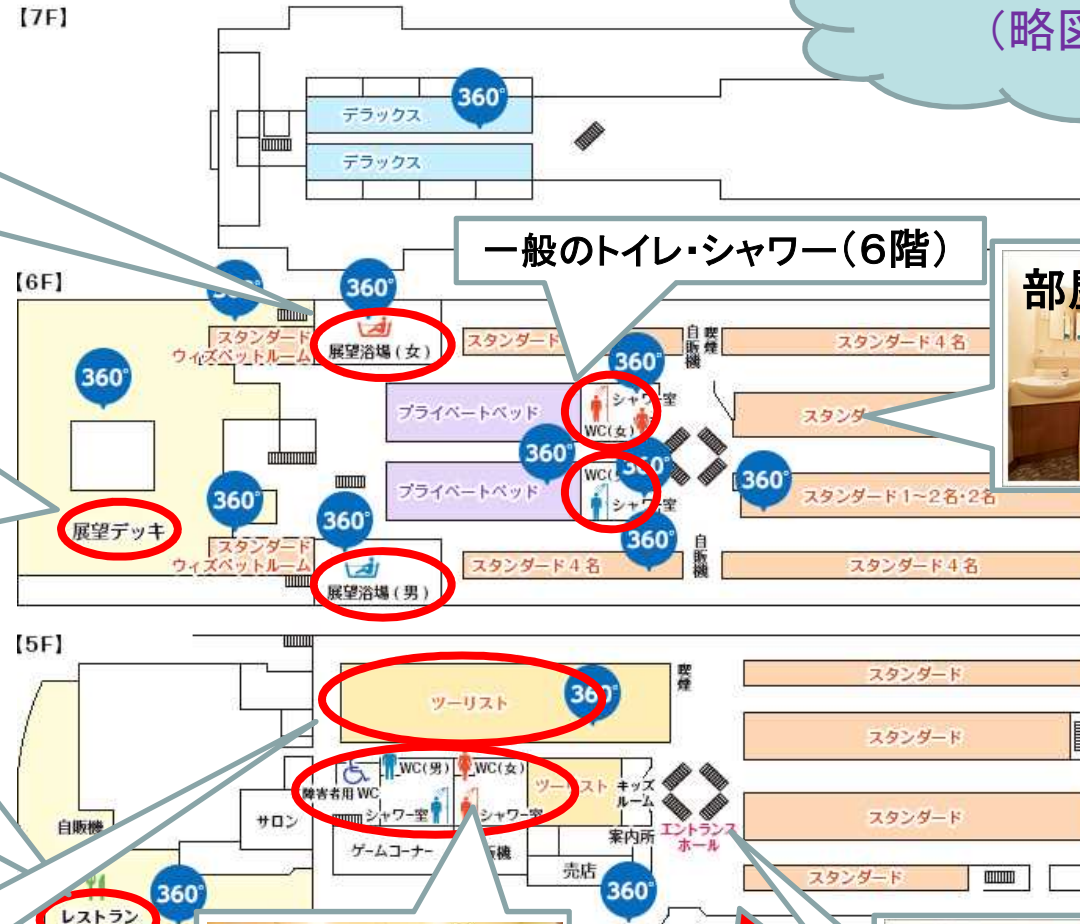 【7F】
（略図
360°
デラックス
デラックス
一般のトイレ・シャワー（６階）
【6F】
360°
360°
部屋
スタンダード
ウィズペットルーム
展望浴場（女）
スタンダード
自販機
喫煙
スタンダード4名
360°
360°
プライベートベッド
シャワー室
WC(女)
スタンダ
360°
WC(
360°
360°
プライベートベッド
シャワー室
スタンダード1～2名・2名
360°
360°
展望デッキ
360°
スタンダード
ウィズペットルーム
スタンダード4名
自販機
スタンダード4名
展望浴場（男）
【5F】
喫煙
スタンダード
ツーリスト
360°
スタンダード
WC(男)
WC(女)
障害者用 WC
ツーリスト
キッズ
ルーム
シャワー室
シャワー室
自販機
サロン
エントランス
ホール
スタンダード
案内所
ゲームコーナー
機
売店
スタンダード
360°
360°
レストラン